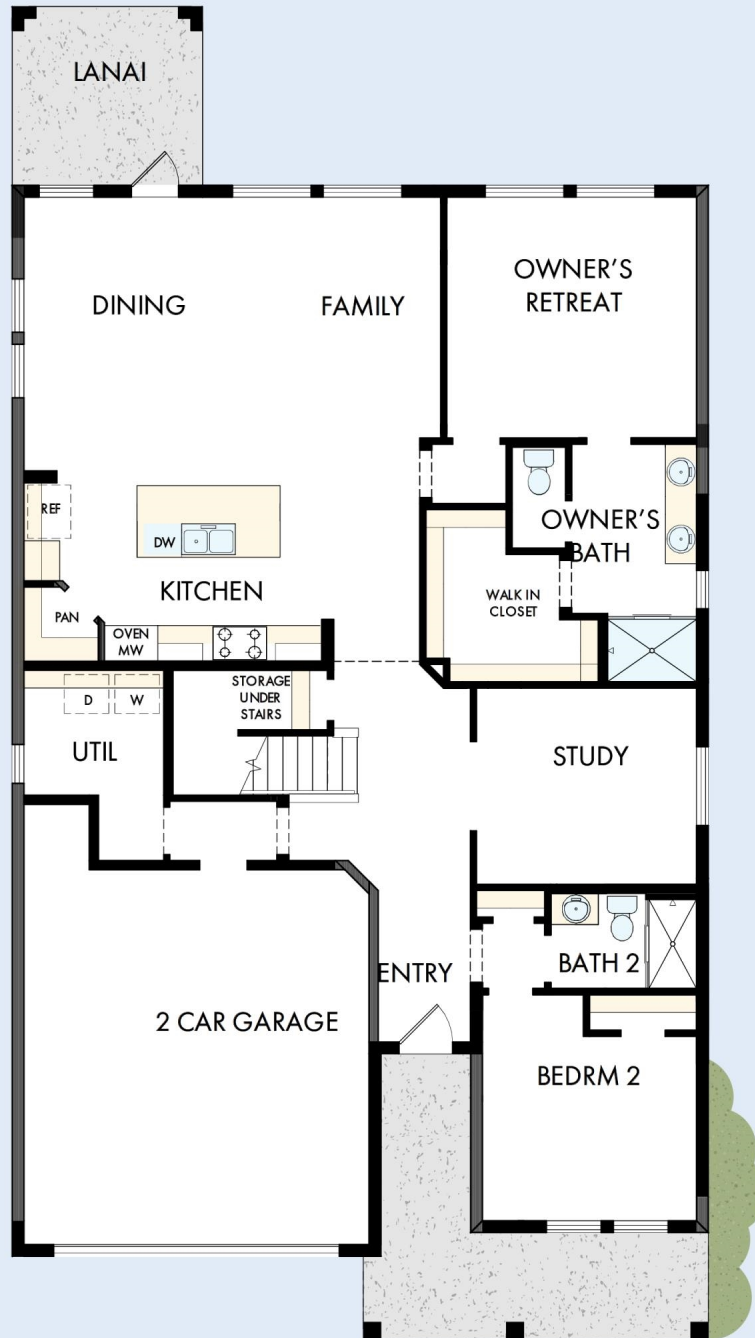 LANAI
DINING
FAMILY
OWNER'S
RETREAT
REF
DW
KITCHEN
PAN
OVEN
MW
OWNER'S
BATH
WALK IN
CLOSET
D
W
UTIL
STORAGE
UNDER
STAIRS
STUDY
ENTRY
BATH 2
2 CAR GARAGE
BEDRM 2